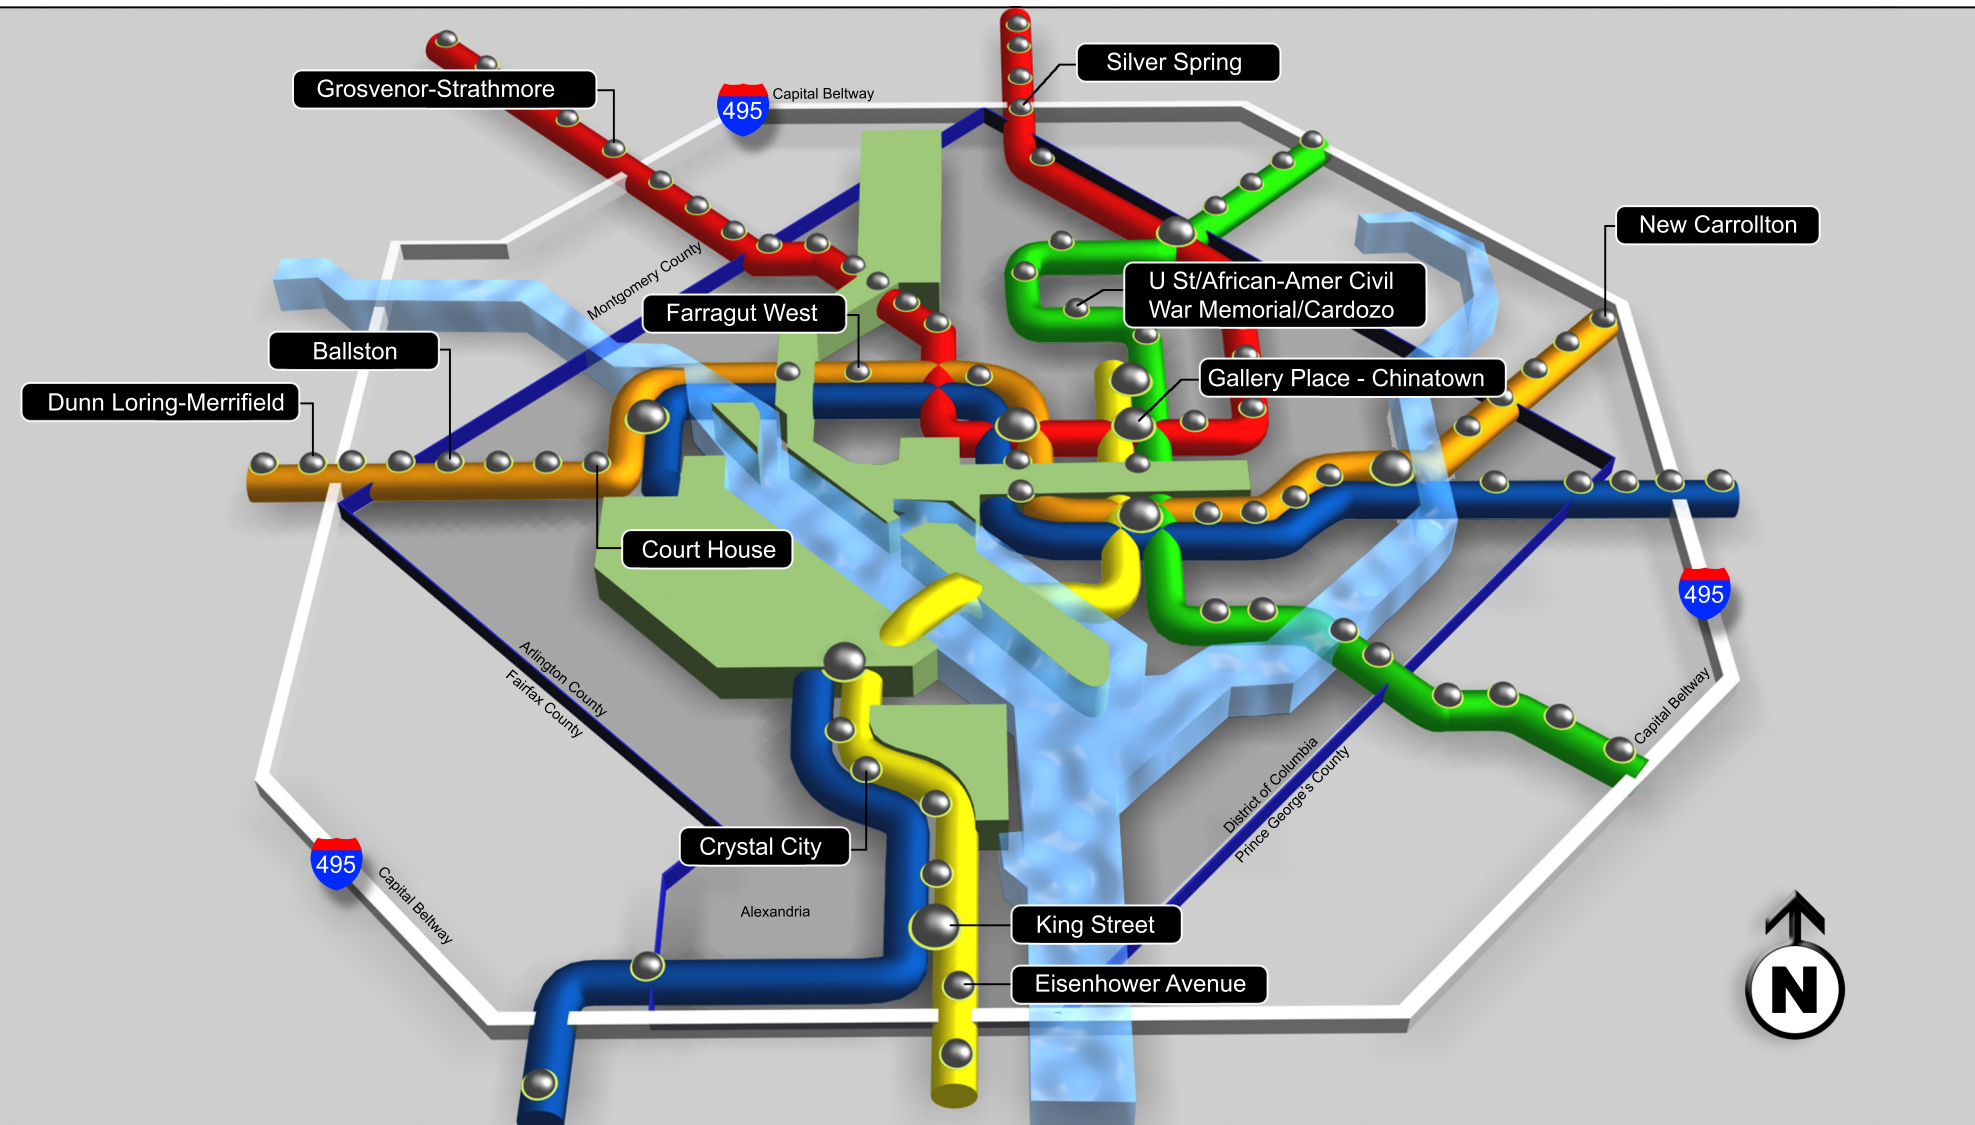 Silver Spring
Grosvenor-Strathmore
495
Capital Beltway
New Carrollton
Montgomery County
U St/African-Amer Civil
War Memorial/Cardozo
Farragut West
Ballston
Gallery Place - Chinatown
Dunn Loring-Merrifield
Court House
495
Arlington County
Fairfax County
Capital Beltway
District of Columbia
Prince George's County
Crystal City
495
Capital Beltway
Alexandria
King Street
Eisenhower Avenue
N